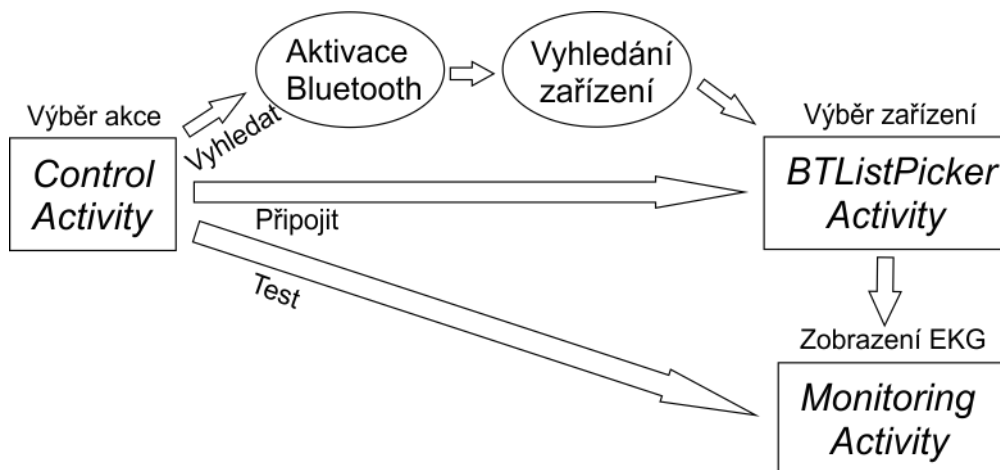 Aktivace
Bluetooth
Vyhledání
zařízení
Výběr akce
Vyhledat
Výběr zařízení
Control
Activity
BTListPicker
Activity
Připojit
Test
Zobrazení EKG
Monitoring
Activity